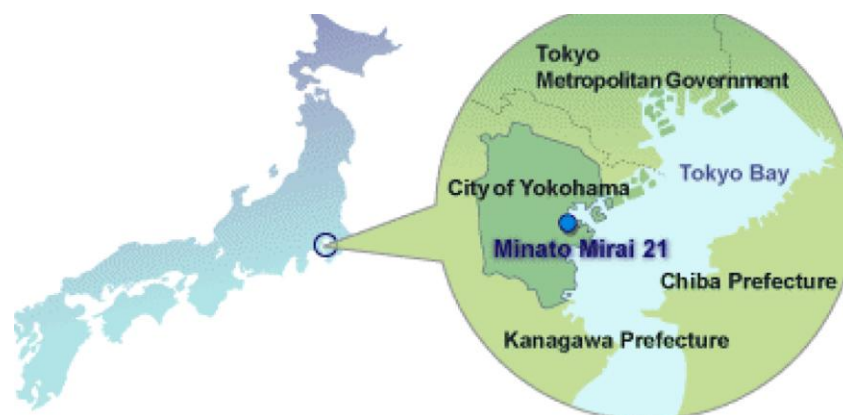 Tokyo
Metropolitan Government
Tokyo Bay
City of Yokohama
Minato Mirai 21
Chiba Prefecture
Kanagawa Prefecture